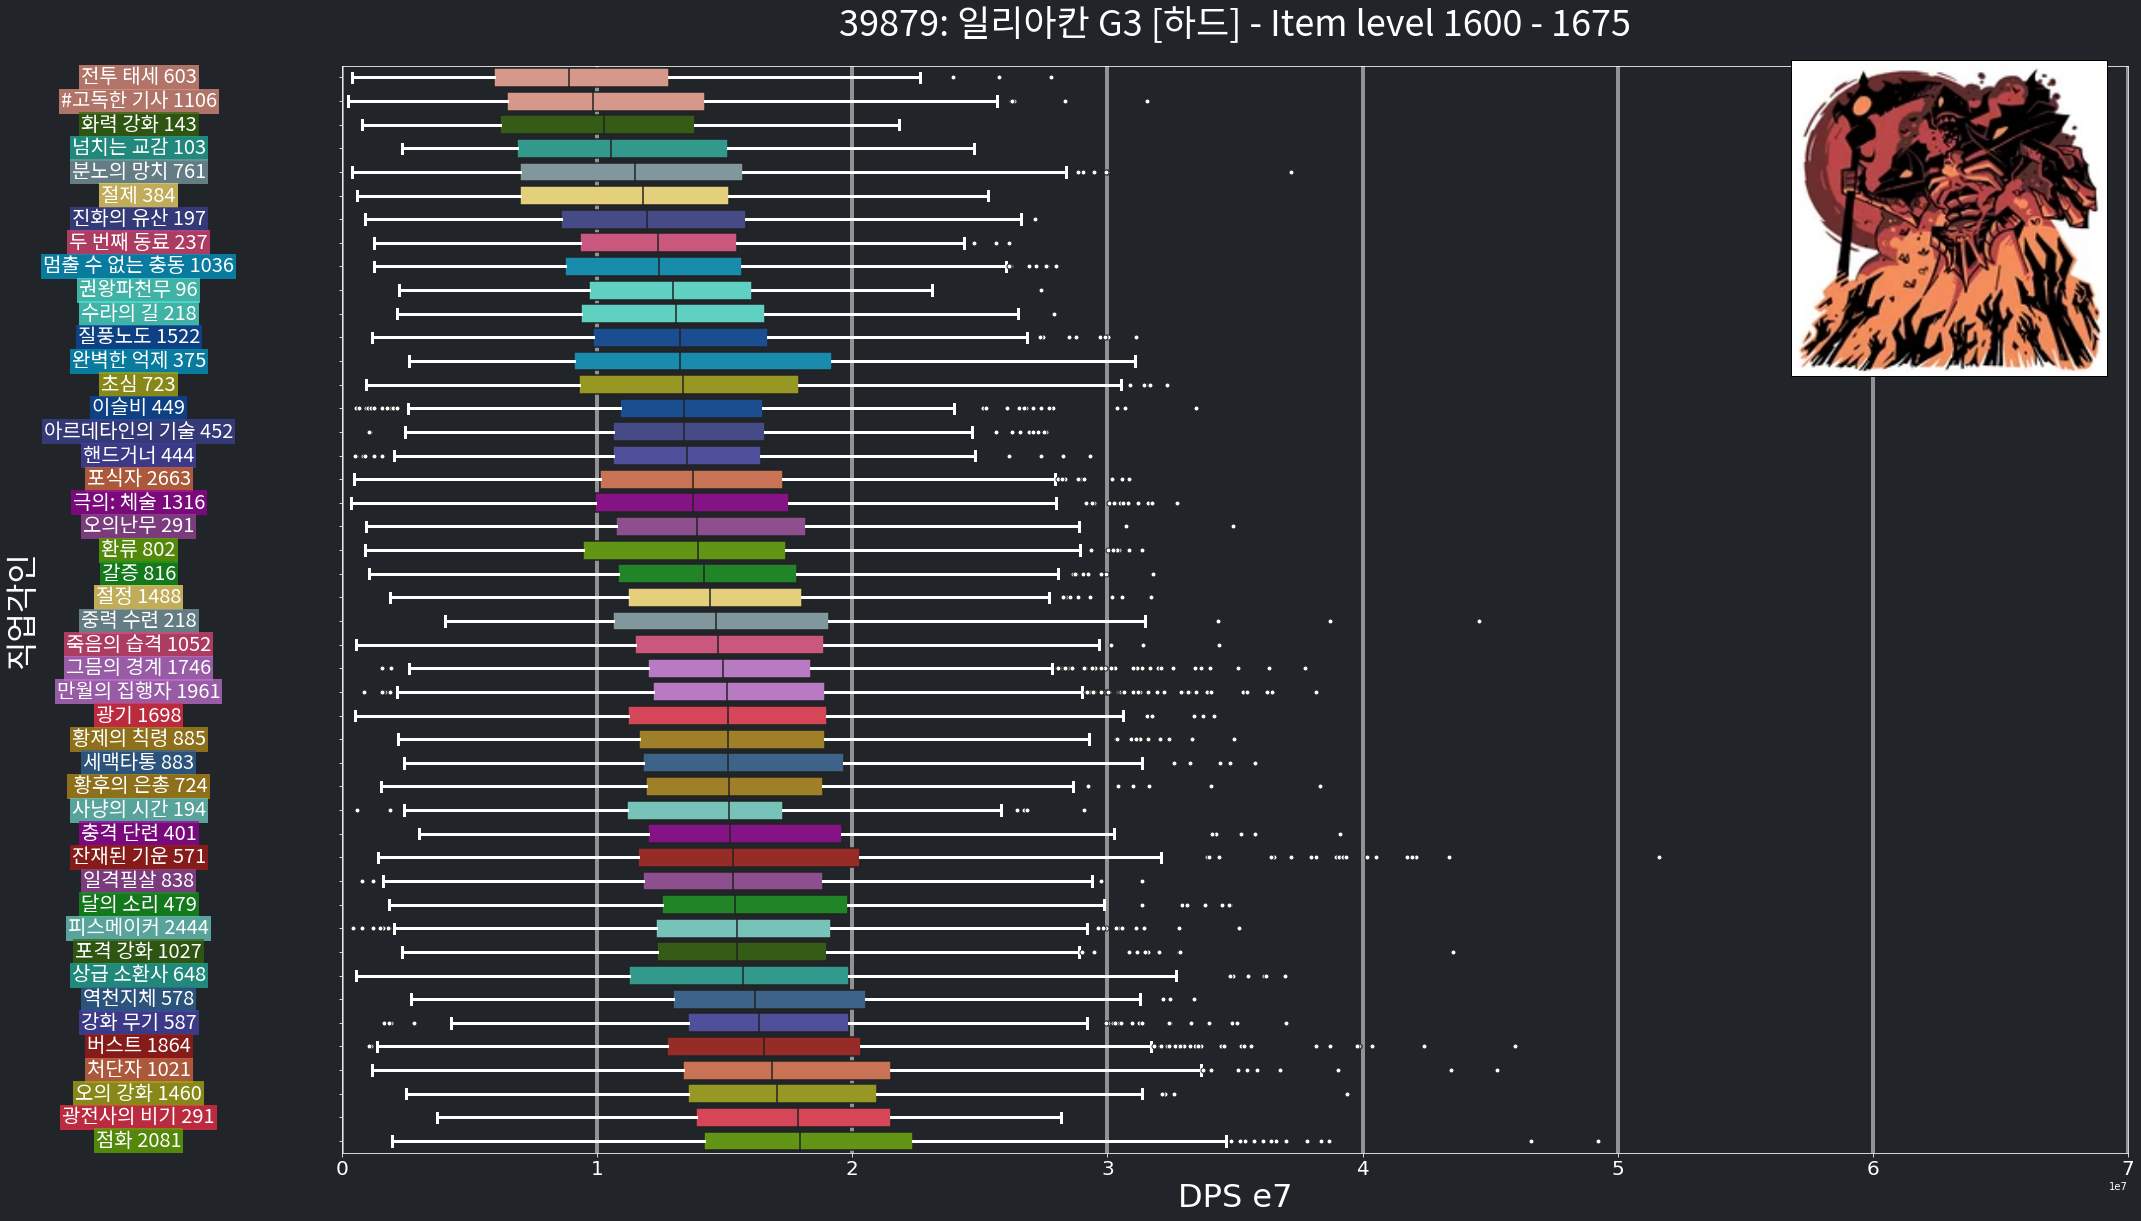 39879: 일리아칸 G3 [하드] - Item level 1600 - 1675
직업각인
전투 태세 603
#고독한 기사 1106
화력 강화 143
넘치는 교감 103
분노의 망치 761
절제 384
진화의 유산 197
두 번째 동료 237
멈출 수 없는 충동 1036
권왕파천무 96
수라의 길 218
질풍노도 1522
완벽한 억제 375
초심 723
이슬비 449
아르데타인의 기술 452
핸드거너 444
포식자 2663
극의: 체술 1316
오의난무 291
환류 802
갈증 816
절정 1488
중력 수련 218
죽음의 습격 1052
그믐의 경계 1746
만월의 집행자 1961
광기 1698
황제의 칙령 885
세맥타통 883
황후의 은총 724
사냥의 시간 194
충격 단련 401
잔재된 기운 571
일격필살 838
달의 소리 479
피스메이커 2444
포격 강화 1027
상급 소환사 648
역천지체 578
강화 무기 587
버스트 1864
처단자 1021
오의 강화 1460
광전사의 비기 291
점화 2081
0 1 2 3 4 5 6 7
DPS e7
1e7